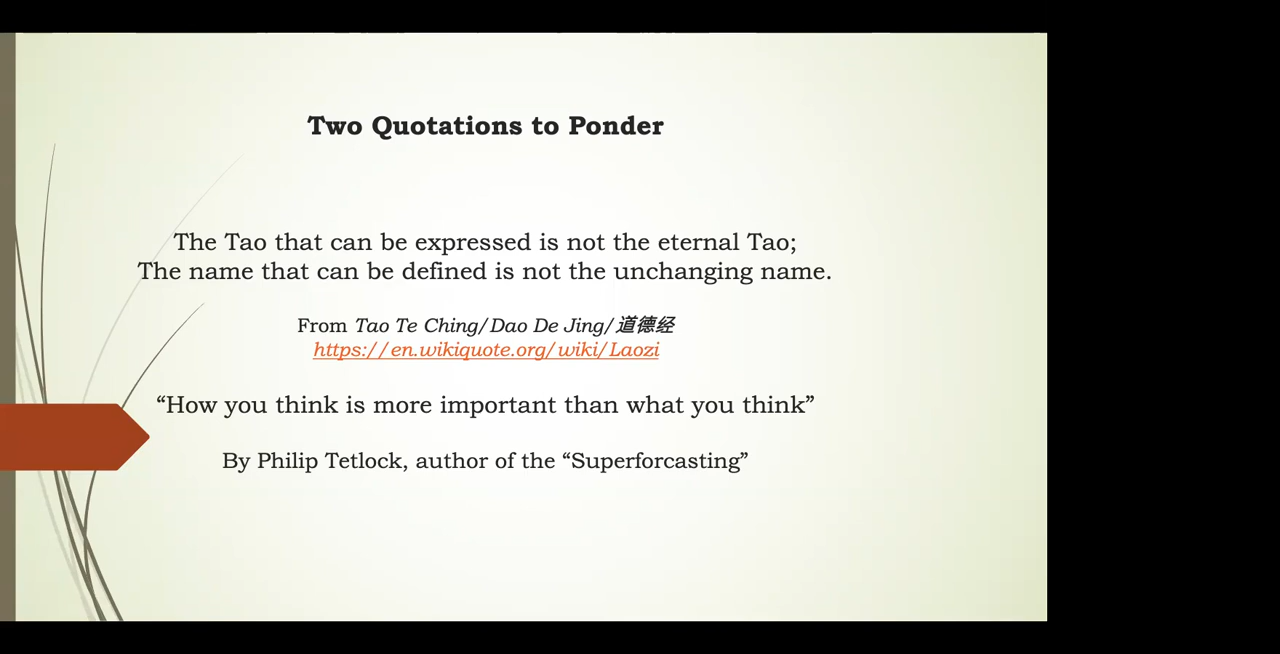 Two Quotations to Ponder
The Tao that can be expressed is not the eternal Tao;
The name that can be defined is not the unchanging name.
From Tao Te Ching/Dao De Jing/道德经
https://en.wikiquote.org/wiki/Laozi
“How you think is more important than what you think”
By Philip Tetlock, author of the “Superforcasting”